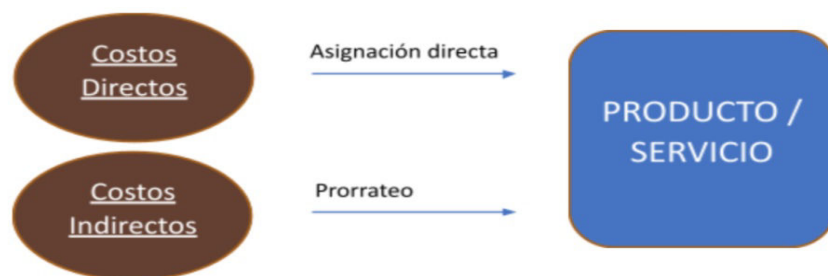 Costos
Directos
Asignación directa
PRODUCTO /
SERVICIO
Costos
Indirectos
Prorrateo